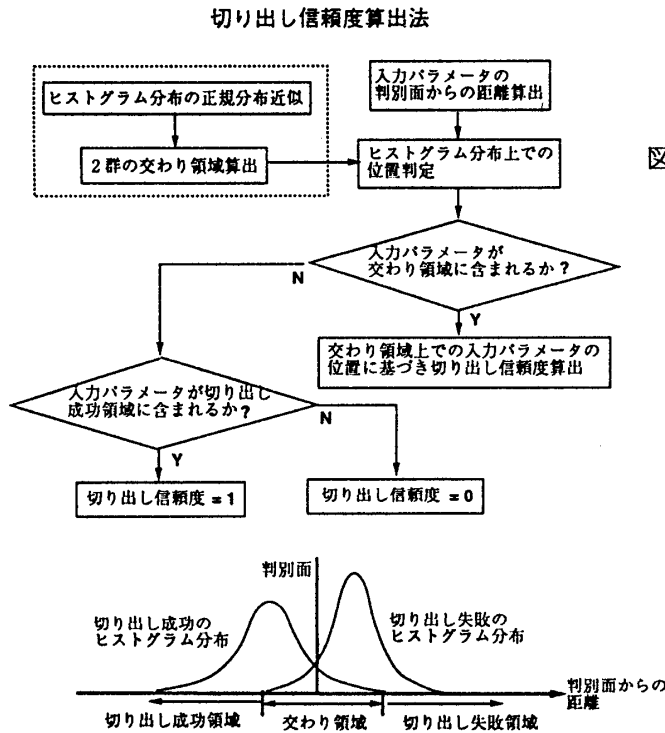 切り出し信頼度算出法
ヒストグラム分布の正規分布近似
2群の交わり領域算出
入力パラメータの
判別面からの距離算出
ヒストグラム分布上での
位置判定
図
入力パラメータが
交わり領域に含まれるか?
N
Y
交わり領域上での入力パラメータの
位置に基づき切り出し信頼度算出
入力パラメータが切り出し
成功領域に含まれるか?
N
Y
切り出し信頼度 = 1
切り出し信頼度 = 0
判別面
切り出し成功の
ヒストグラム分布
切り出し失敗の
ヒストグラム分布
判別面からの
距離
切り出し成功領域
交わり領域
切り出し失敗領域